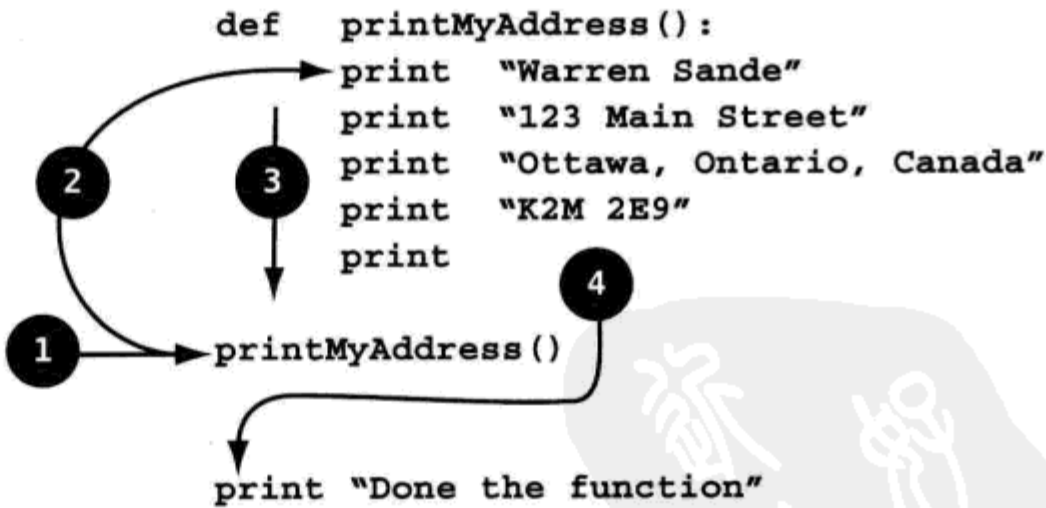 def printMyAddress():
print "Warren Sande"
print "123 Main Street"
print "Ottawa, Ontario, Canada"
print "K2M 2E9"
print
2
3
4
1
printMyAddress()
print "Done the function"